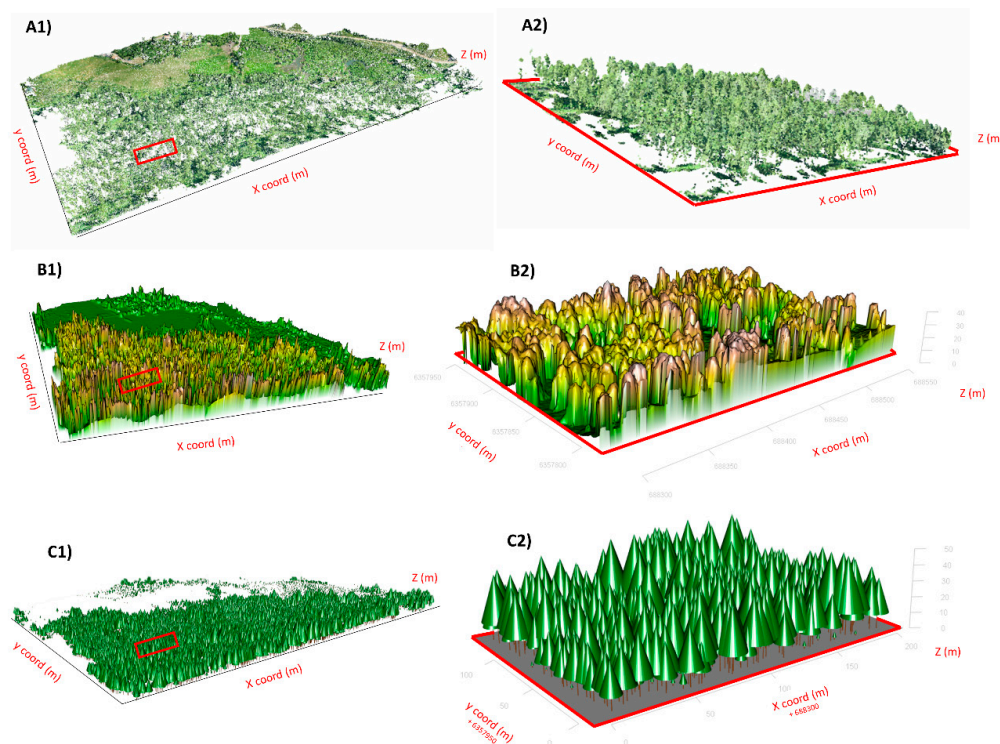 A1)
Z (m)
y coord (m)
X coord (m)
A2)
Z (m
y coord (m)
X coord (m)
B1)
Z (m)
y coord (m)
X coord (m)
B2)
40
30
20
10
0
Z (m)
688550
688500
688450
688400
688350
688300
X coord (m)
6357950
6357900
6357850
6357800
y coord (m)
C1)
Z (m)
y coord (m)
X coord (m)
C2)
50
40
30
20
10
0
Z (m)
200
150
100
50
0
X coord (m)
+ 688300
100
50
0
y coord (m)
+ 6357950